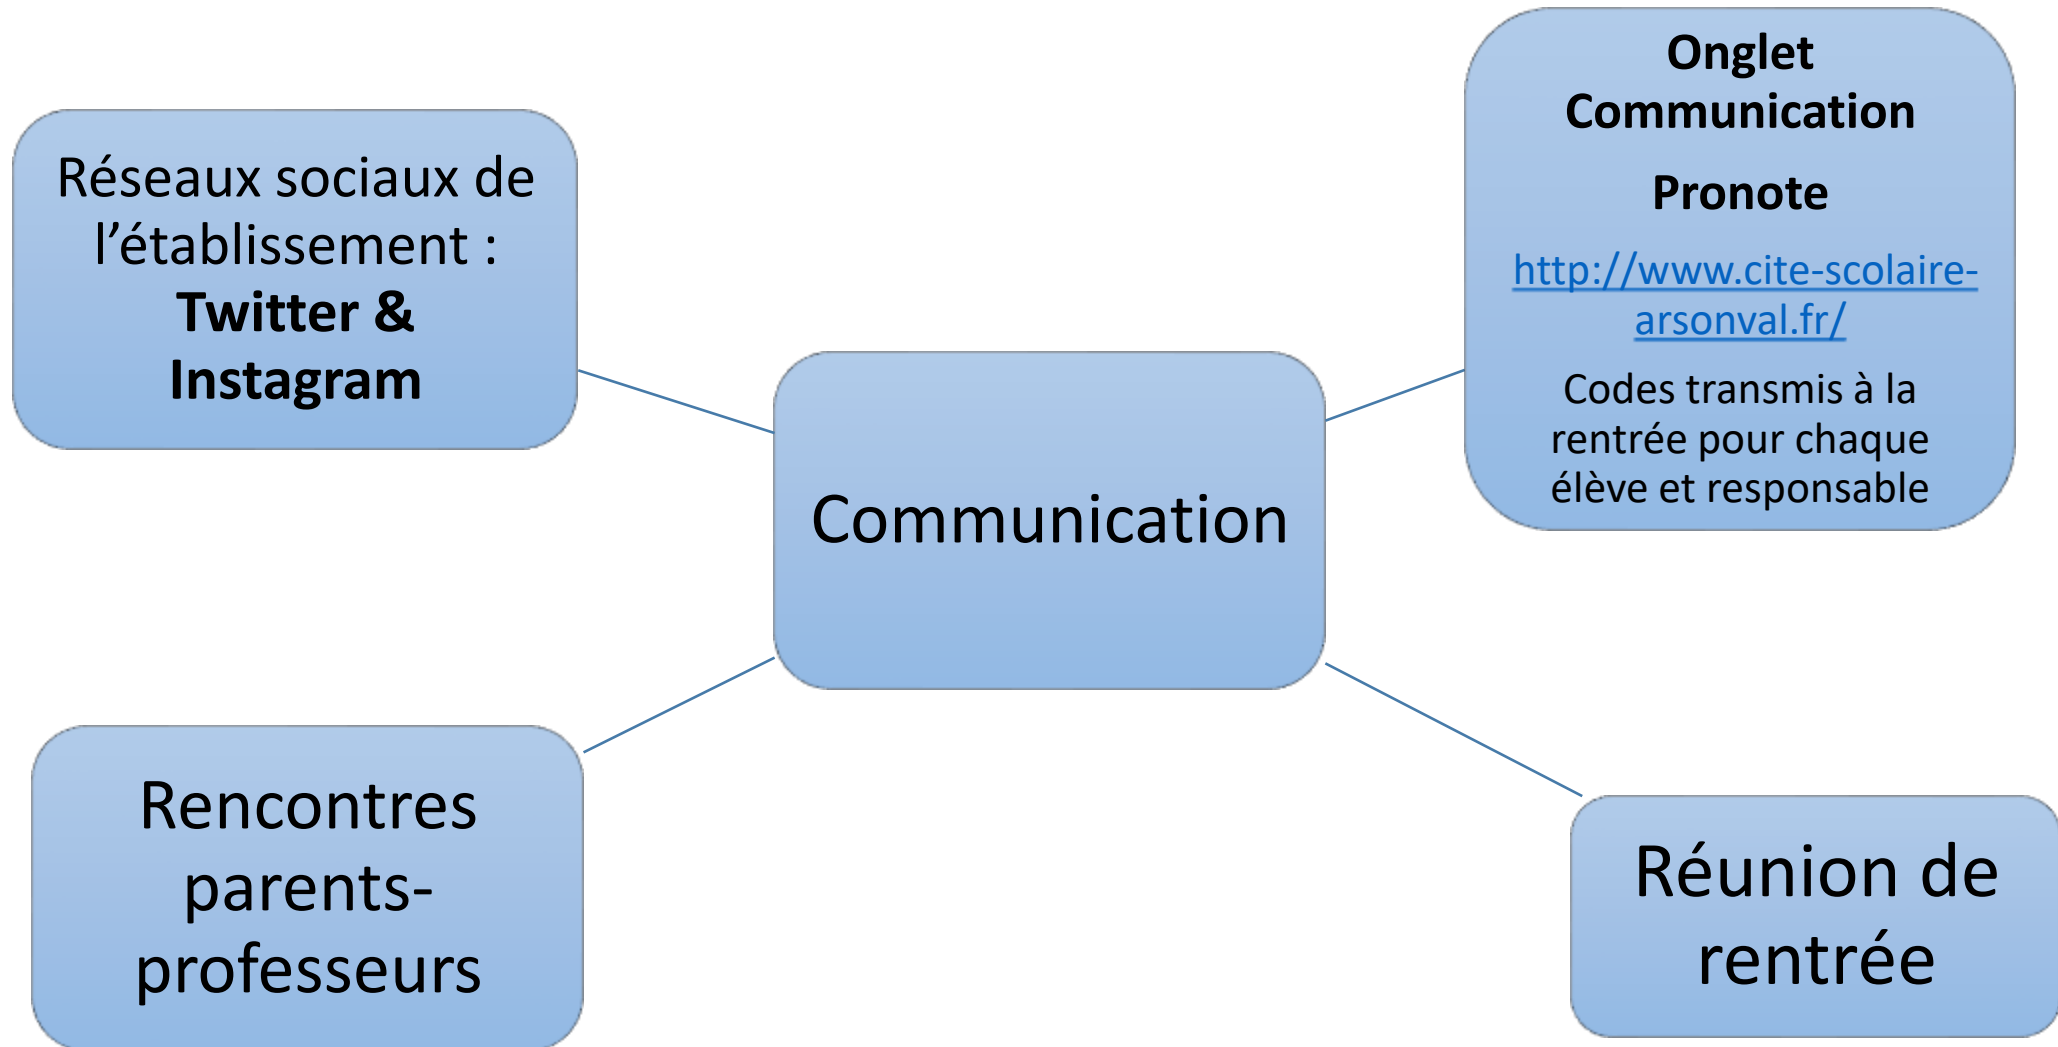 Réseaux sociaux de
l’établissement :
Twitter &
Instagram
Onglet
Communication
Pronote
http://www.cite-scolaire-
arsonval.fr/
Codes transmis à la
rentrée pour chaque
élève et responsable
Communication
Rencontres
parents-
professeurs
Réunion de
rentrée